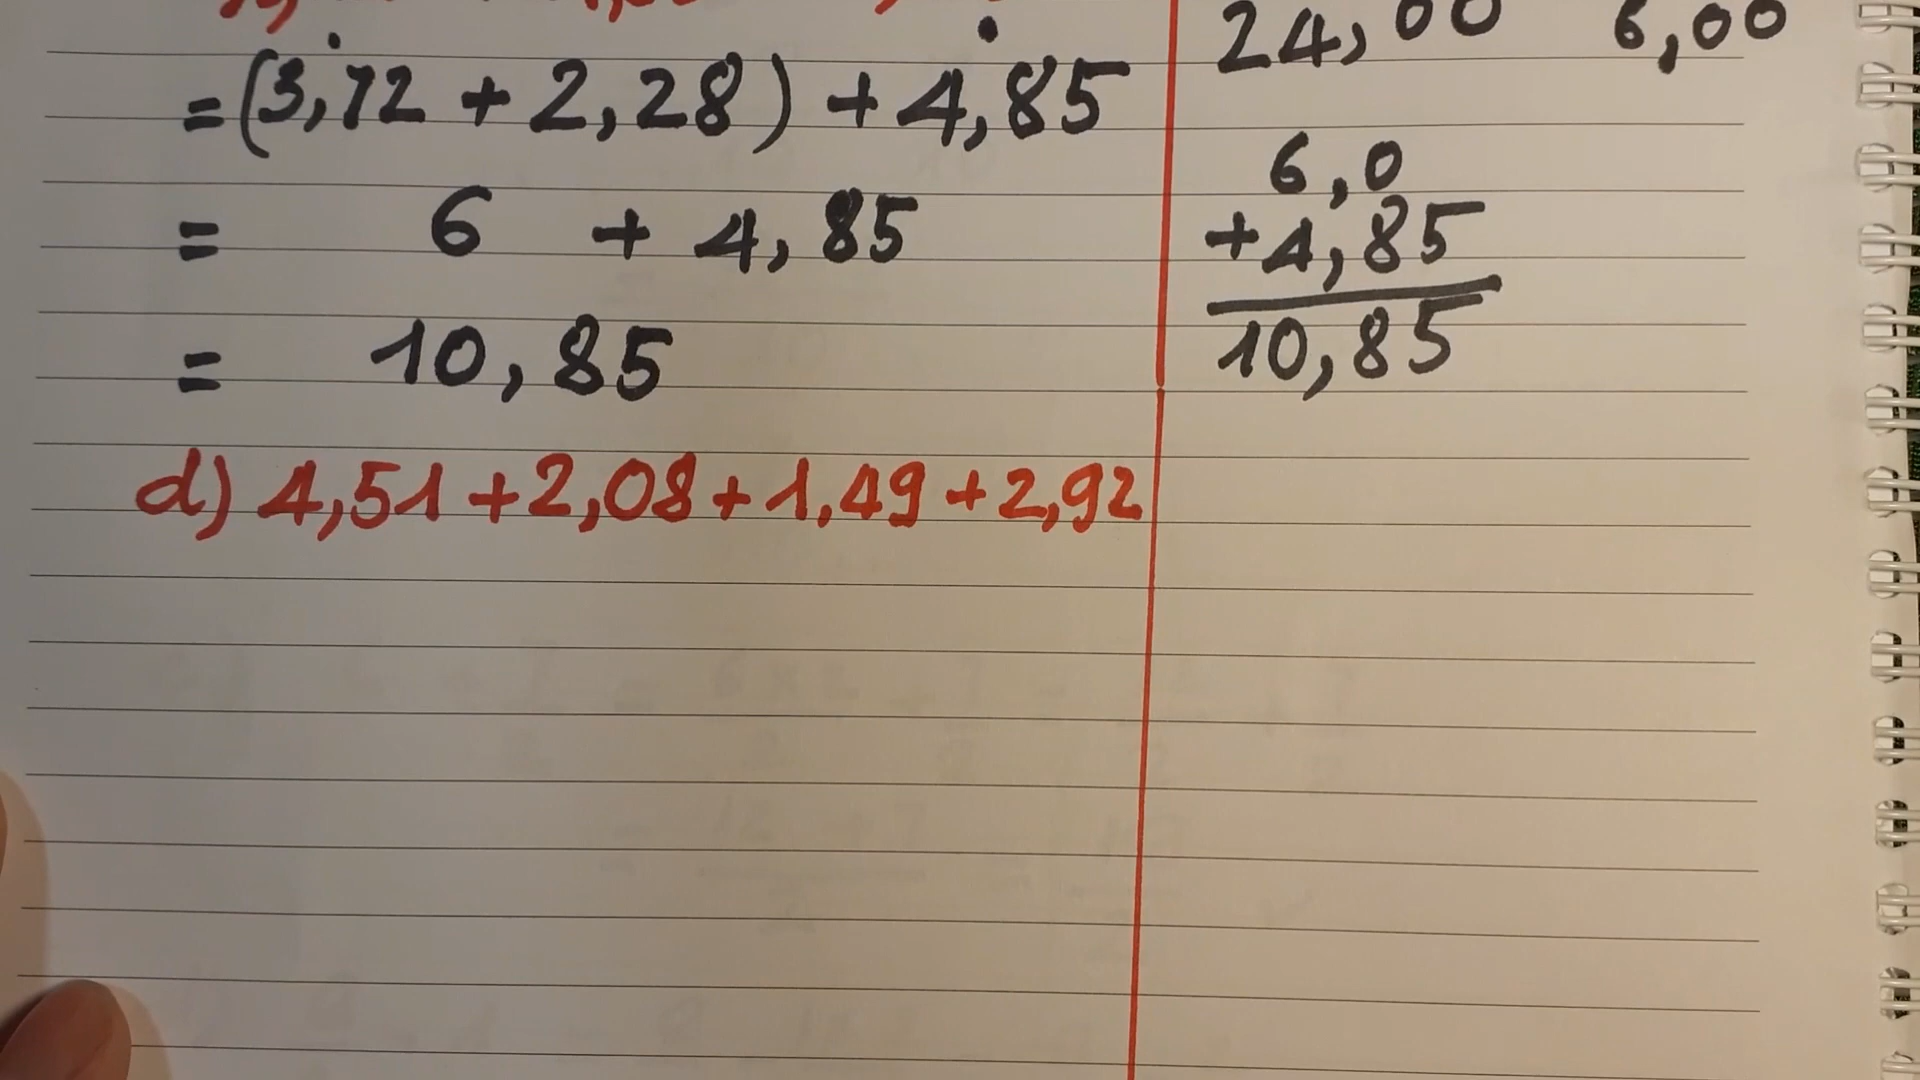 = (3,72 + 2,28) + 4,85
= 6 + 4,85
= 10,85
d) 4,51 + 2,08 + 1,49 + 2,92
24,00 6,00
6,0
+ 4,85
10,85